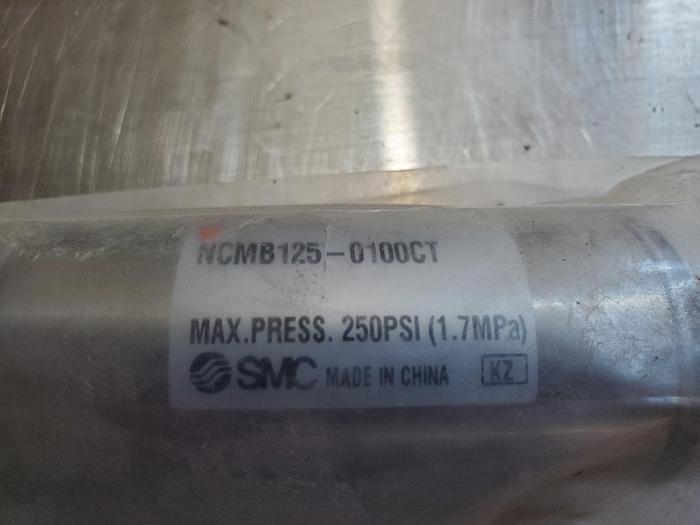 NCMB125-0100CT
MAX.PRESS. 250PSI (1.7MPa)
SMC MADE IN CHINA KZ